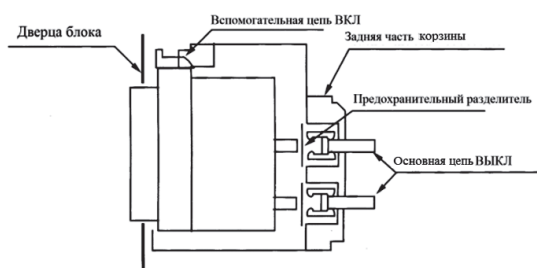 Вспомогательная цепь ВКЛ
Дверца блока
Задняя часть корзины
Предохранительный разделитель
Основная цепь ВЫКЛ